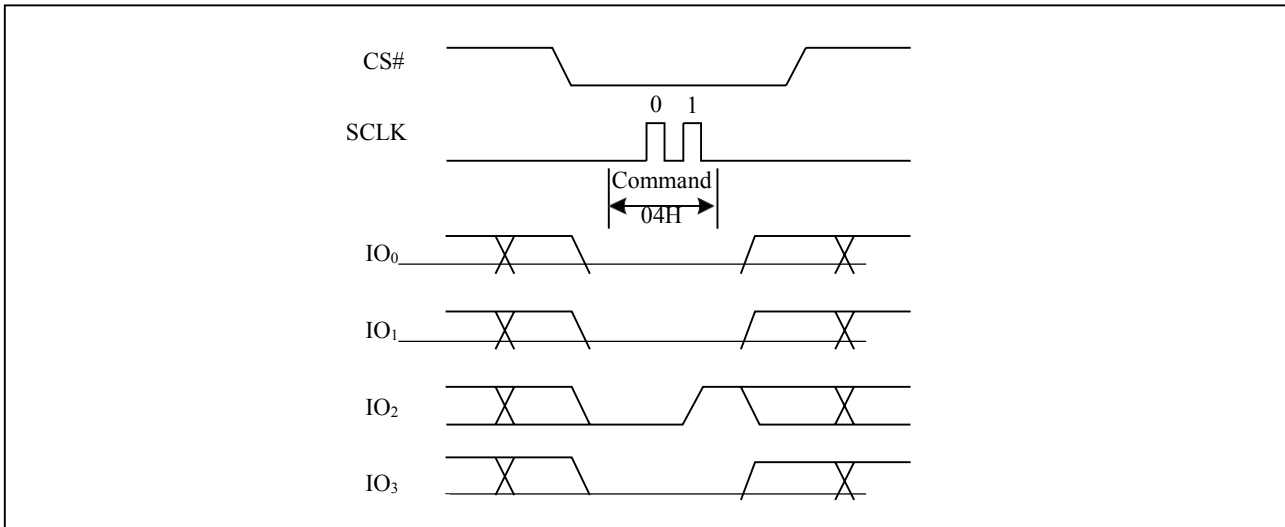 CS#
0 1
SCLK
Command
04H
IO₀
IO₁
IO₂
IO₃